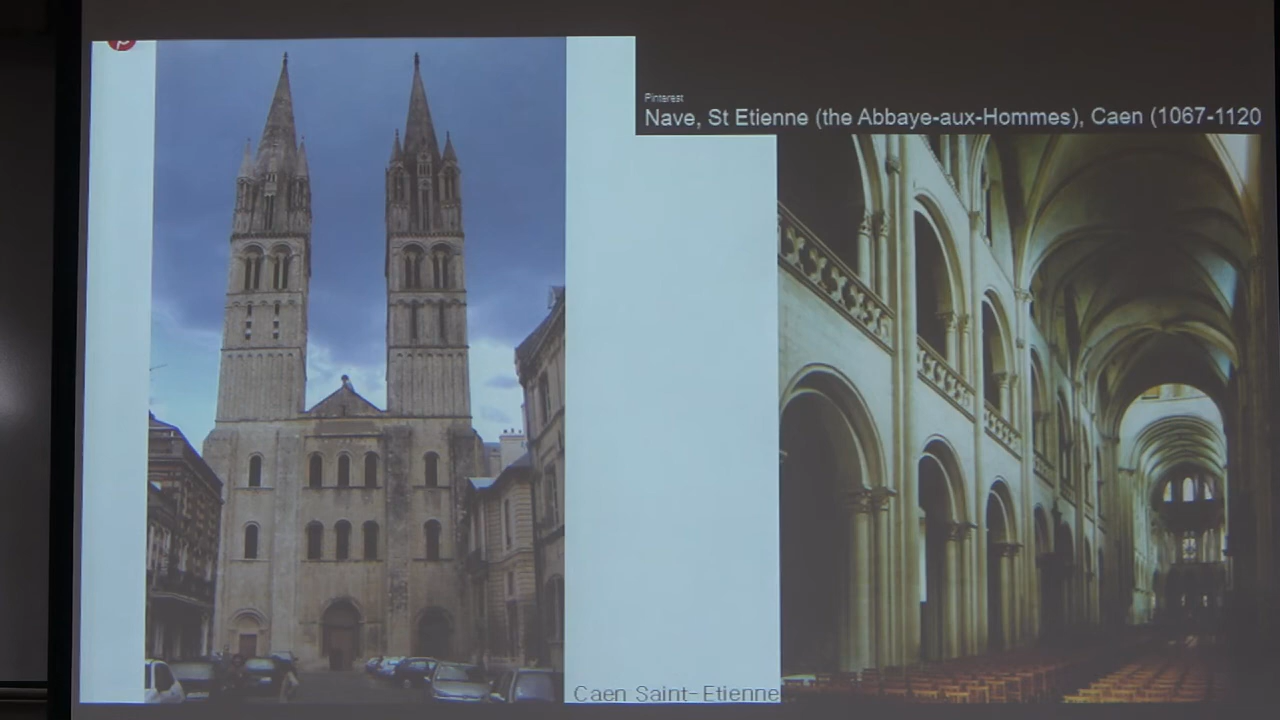 Pinterest
Nave, St Etienne (the Abbaye-aux-Hommes), Caen (1067-1120
Caen Saint-Etienne